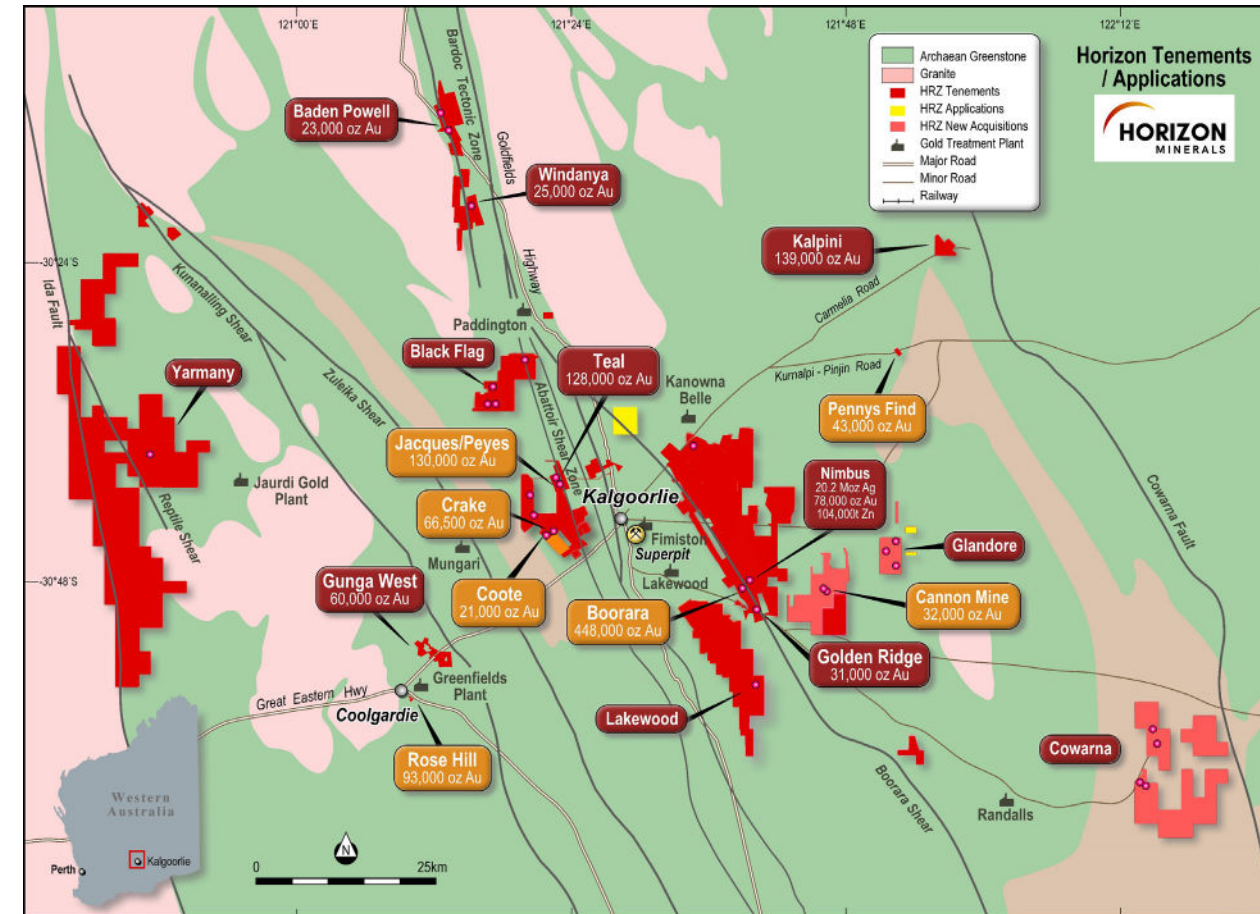 121°00'E
121°24'E
121°48'E
122°12'E
Horizon Tenements
/ Applications
HORIZON
MINERALS
Archaean Greenstone
Granite
HRZ Tenements
HRZ Applications
HRZ New Acquisitions
Gold Treatment Plant
Major Road
Minor Road
Railway
Bardoc Tectonic Zone
Goldfields
Highway
Baden Powell
23,000 oz Au
Windanya
25,000 oz Au
Kalpini
139,000 oz Au
-30°24'S
Ida Fault
Kunanalling Shear
Carmelia Road
Paddington
Black Flag
Teal
128,000 oz Au
Zuleika Shear
Abattoir Shear Zone
Kanowna
Belle
Kurnalpi - Pinjin Road
Yarmany
Pennys Find
43,000 oz Au
Jacques/Peyes
130,000 oz Au
Jaurdi Gold
Plant
Reptile Shear
Nimbus
20.2 Moz Ag
78,000 oz Au
104,000t Zn
Cowarna Fault
Kalgoorlie
Crake
66,500 oz Au
Fimiston
Superpit
Glandore
Mungari
Lakewood
-30°48'S
Gunga West
60,000 oz Au
Coote
21,000 oz Au
Boorara
448,000 oz Au
Cannon Mine
32,000 oz Au
Golden Ridge
31,000 oz Au
Greenfields
Plant
Great Eastern Hwy
Coolgardie
Lakewood
Cowarna
Rose Hill
93,000 oz Au
Boorara Shear
Randalls
Western
Australia
Perth
Kalgoorlie
N
0
25km